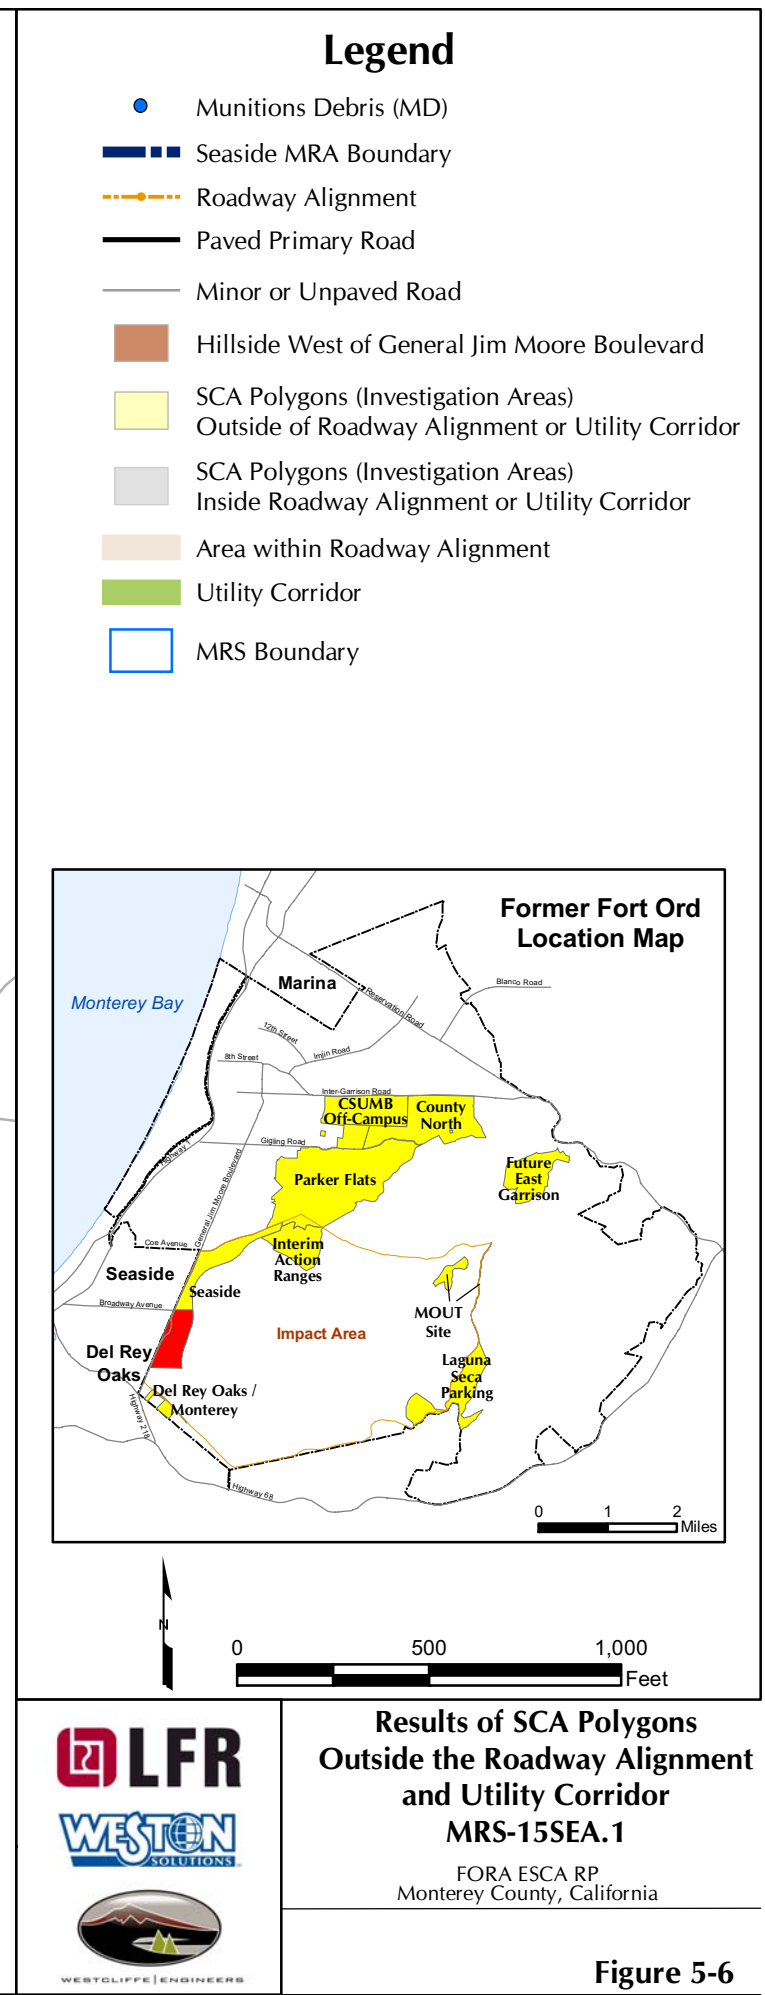 Legend
Munitions Debris (MD)
Seaside MRA Boundary
Roadway Alignment
Paved Primary Road
Minor or Unpaved Road
Hillside West of General Jim Moore Boulevard
SCA Polygons (Investigation Areas)
Outside of Roadway Alignment or Utility Corridor
SCA Polygons (Investigation Areas)
Inside Roadway Alignment or Utility Corridor
Area within Roadway Alignment
Utility Corridor
MRS Boundary
Former Fort Ord
Location Map
Monterey Bay
Marina
Blanco Road
Reservation Road
12th Street
Imjin Road
8th Street
Inter-Garrison Road
CSUMB
Off-Campus
County
North
Gigling Road
Highway 1
General Jim Moore Boulevard
Parker Flats
Future
East
Garrison
Coe Avenue
Interim
Action
Ranges
Seaside
Seaside
Broadway Avenue
MOUT
Site
Impact Area
Del Rey
Oaks
Laguna
Seca
Parking
Del Rey Oaks /
Monterey
Highway 218
Highway 68
0 1 2
Miles
N
0 500 1,000
Feet
LFR
WESTON
SOLUTIONS
WESTCLIFFE ENGINEERS
Results of SCA Polygons
Outside the Roadway Alignment
and Utility Corridor
MRS-15SEA.1
FORA ESCA RP
Monterey County, California
Figure 5-6